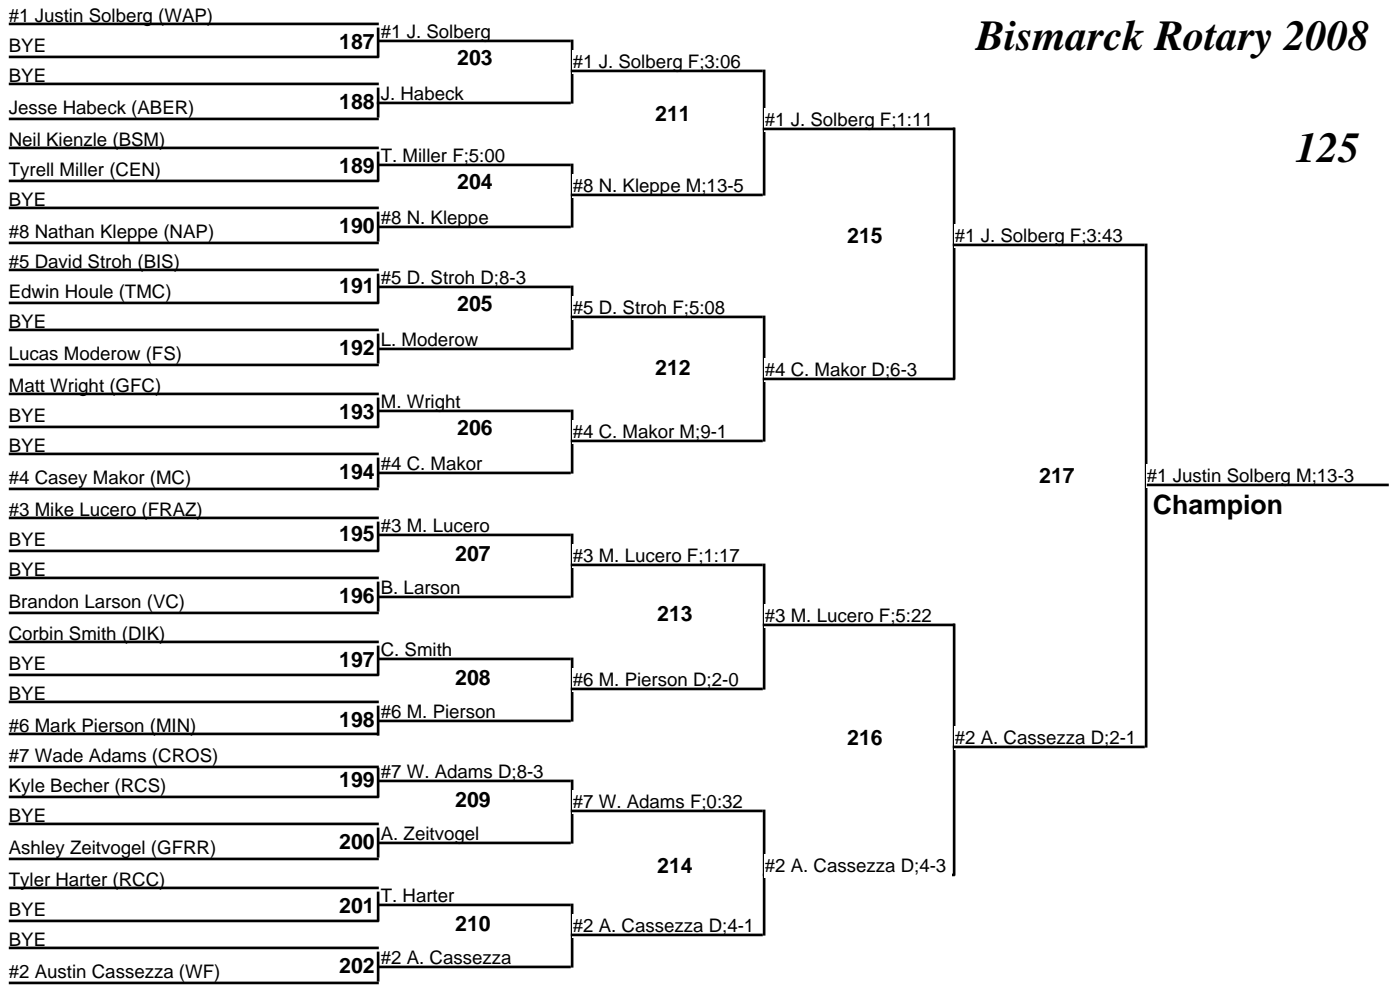 Bismarck Rotary 2008
125
#1 Justin Solberg (WAP)
BYE
187
BYE
Jesse Habeck (ABER)
188
Neil Kienzle (BSM)
Tyrell Miller (CEN)
189
BYE
#8 Nathan Kleppe (NAP)
190
#5 David Stroh (BIS)
Edwin Houle (TMC)
191
BYE
Lucas Moderow (FS)
192
Matt Wright (GFC)
BYE
193
BYE
#4 Casey Makor (MC)
194
#3 Mike Lucero (FRAZ)
BYE
195
BYE
Brandon Larson (VC)
196
Corbin Smith (DIK)
BYE
197
BYE
#6 Mark Pierson (MIN)
198
#7 Wade Adams (CROS)
Kyle Becher (RCS)
199
BYE
Ashley Zeitvogel (GFRR)
200
Tyler Harter (RCC)
BYE
201
BYE
#2 Austin Cassezza (WF)
202
#1 J. Solberg
203
J. Habeck
T. Miller F;5:00
204
#8 N. Kleppe
#5 D. Stroh D;8-3
205
L. Moderow
M. Wright
206
#4 C. Makor
#3 M. Lucero
207
B. Larson
C. Smith
208
#6 M. Pierson
#7 W. Adams D;8-3
209
A. Zeitvogel
T. Harter
210
#2 A. Cassezza
#1 J. Solberg F;3:06
211
#8 N. Kleppe M;13-5
#5 D. Stroh F;5:08
212
#4 C. Makor M;9-1
#3 M. Lucero F;1:17
213
#6 M. Pierson D;2-0
#7 W. Adams F;0:32
214
#2 A. Cassezza D;4-1
#1 J. Solberg F;1:11
215
#4 C. Makor D;6-3
#3 M. Lucero F;5:22
216
#2 A. Cassezza D;4-3
#1 J. Solberg F;3:43
217
#2 A. Cassezza D;2-1
#1 Justin Solberg M;13-3
Champion